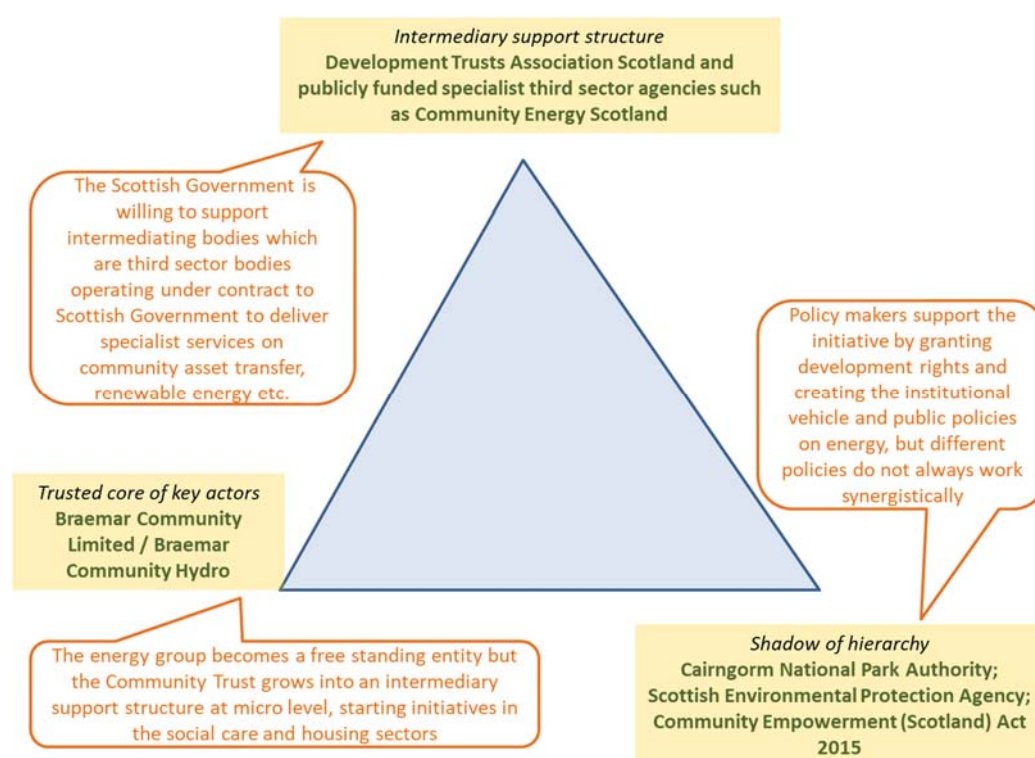 Intermediary support structure
Development Trusts Association Scotland and
publicly funded specialist third sector agencies such
as Community Energy Scotland
The Scottish Government is
willing to support
intermediating bodies which
are third sector bodies
operating under contract to
Scottish Government to deliver
specialist services on
community asset transfer,
renewable energy etc.
Policy makers support the
initiative by granting
development rights and
creating the institutional
vehicle and public policies
on energy, but different
policies do not always work
synergistically
Trusted core of key actors
Braemar Community
Limited / Braemar
Community Hydro
The energy group becomes a free standing entity but
the Community Trust grows into an intermediary
support structure at micro level, starting initiatives in
the social care and housing sectors
Shadow of hierarchy
Cairngorm National Park Authority;
Scottish Environmental Protection Agency;
Community Empowerment (Scotland) Act
2015